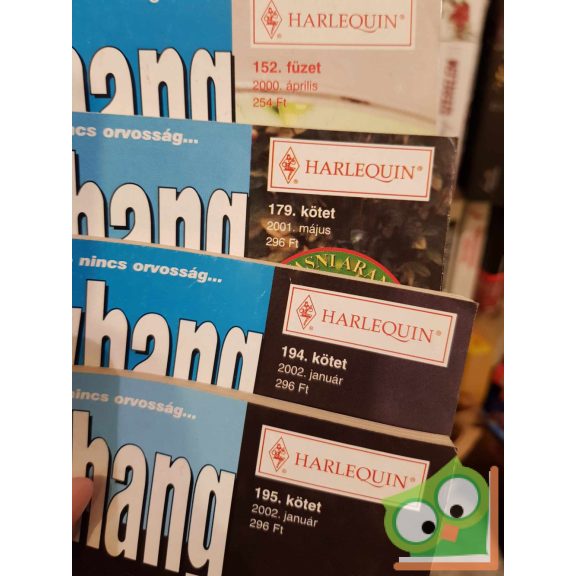 HARLEQUIN®
152. füzet
2000. április
254 Ft
hang
nincs orvosság...
HARLEQUIN®
179. kötet
2001. május
296 Ft
hang
nincs orvosság...
HARLEQUIN®
194. kötet
2002. január
296 Ft
vhang
nincs orvosság...
HARLEQUIN®
195. kötet
2002. január
296 Ft
hang